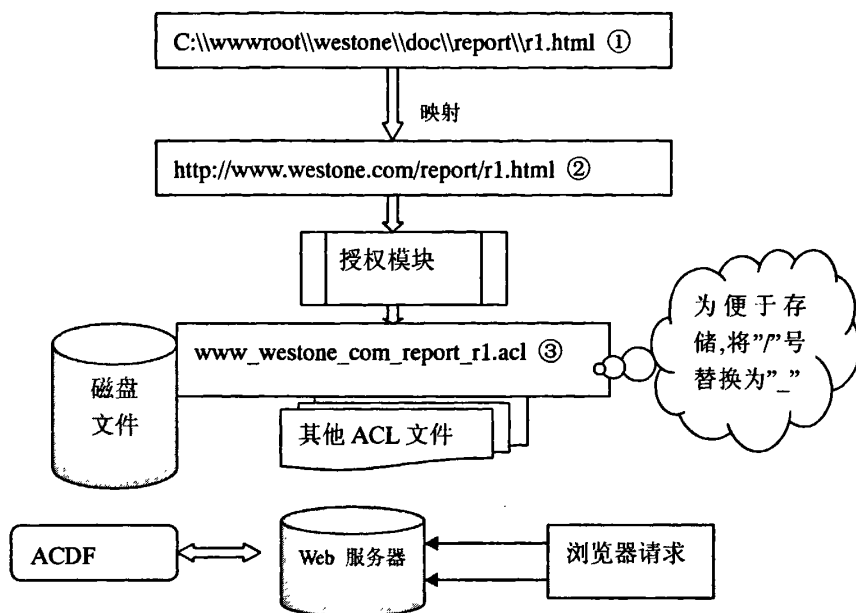 C:\\wwwroot\\westone\\doc\\report\\r1.html ①
映射
http://www.westone.com/report/r1.html ②
授权模块
www_westone_com_report_r1.acl ③
为便于存
储,将”/”号
替换为”_”
磁盘
文件
其他 ACL 文件
ACDF
Web 服务器
浏览器请求